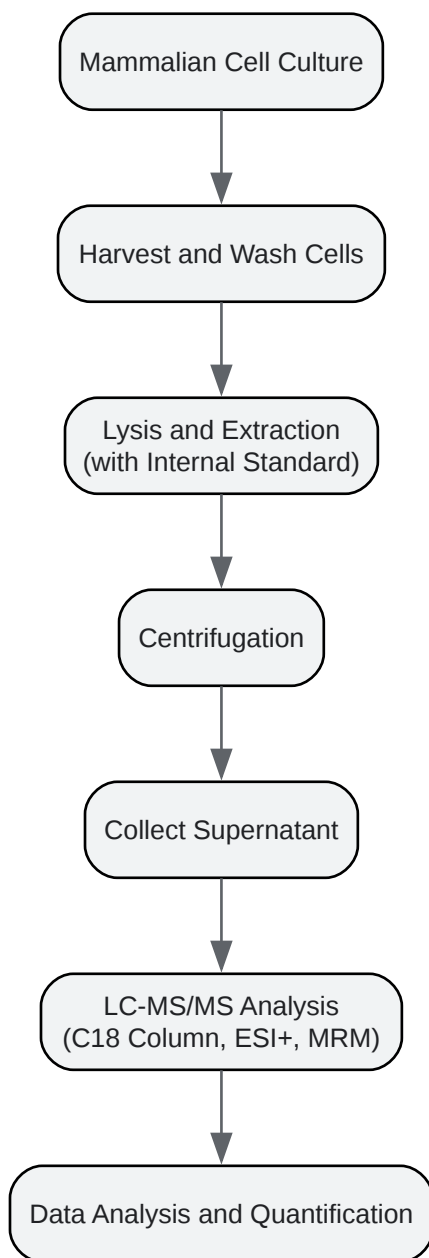 Mammalian Cell Culture
Harvest and Wash Cells
Lysis and Extraction
(with Internal Standard)
Centrifugation
Collect Supernatant
LC-MS/MS Analysis
(C18 Column, ESI+, MRM)
Data Analysis and Quantification